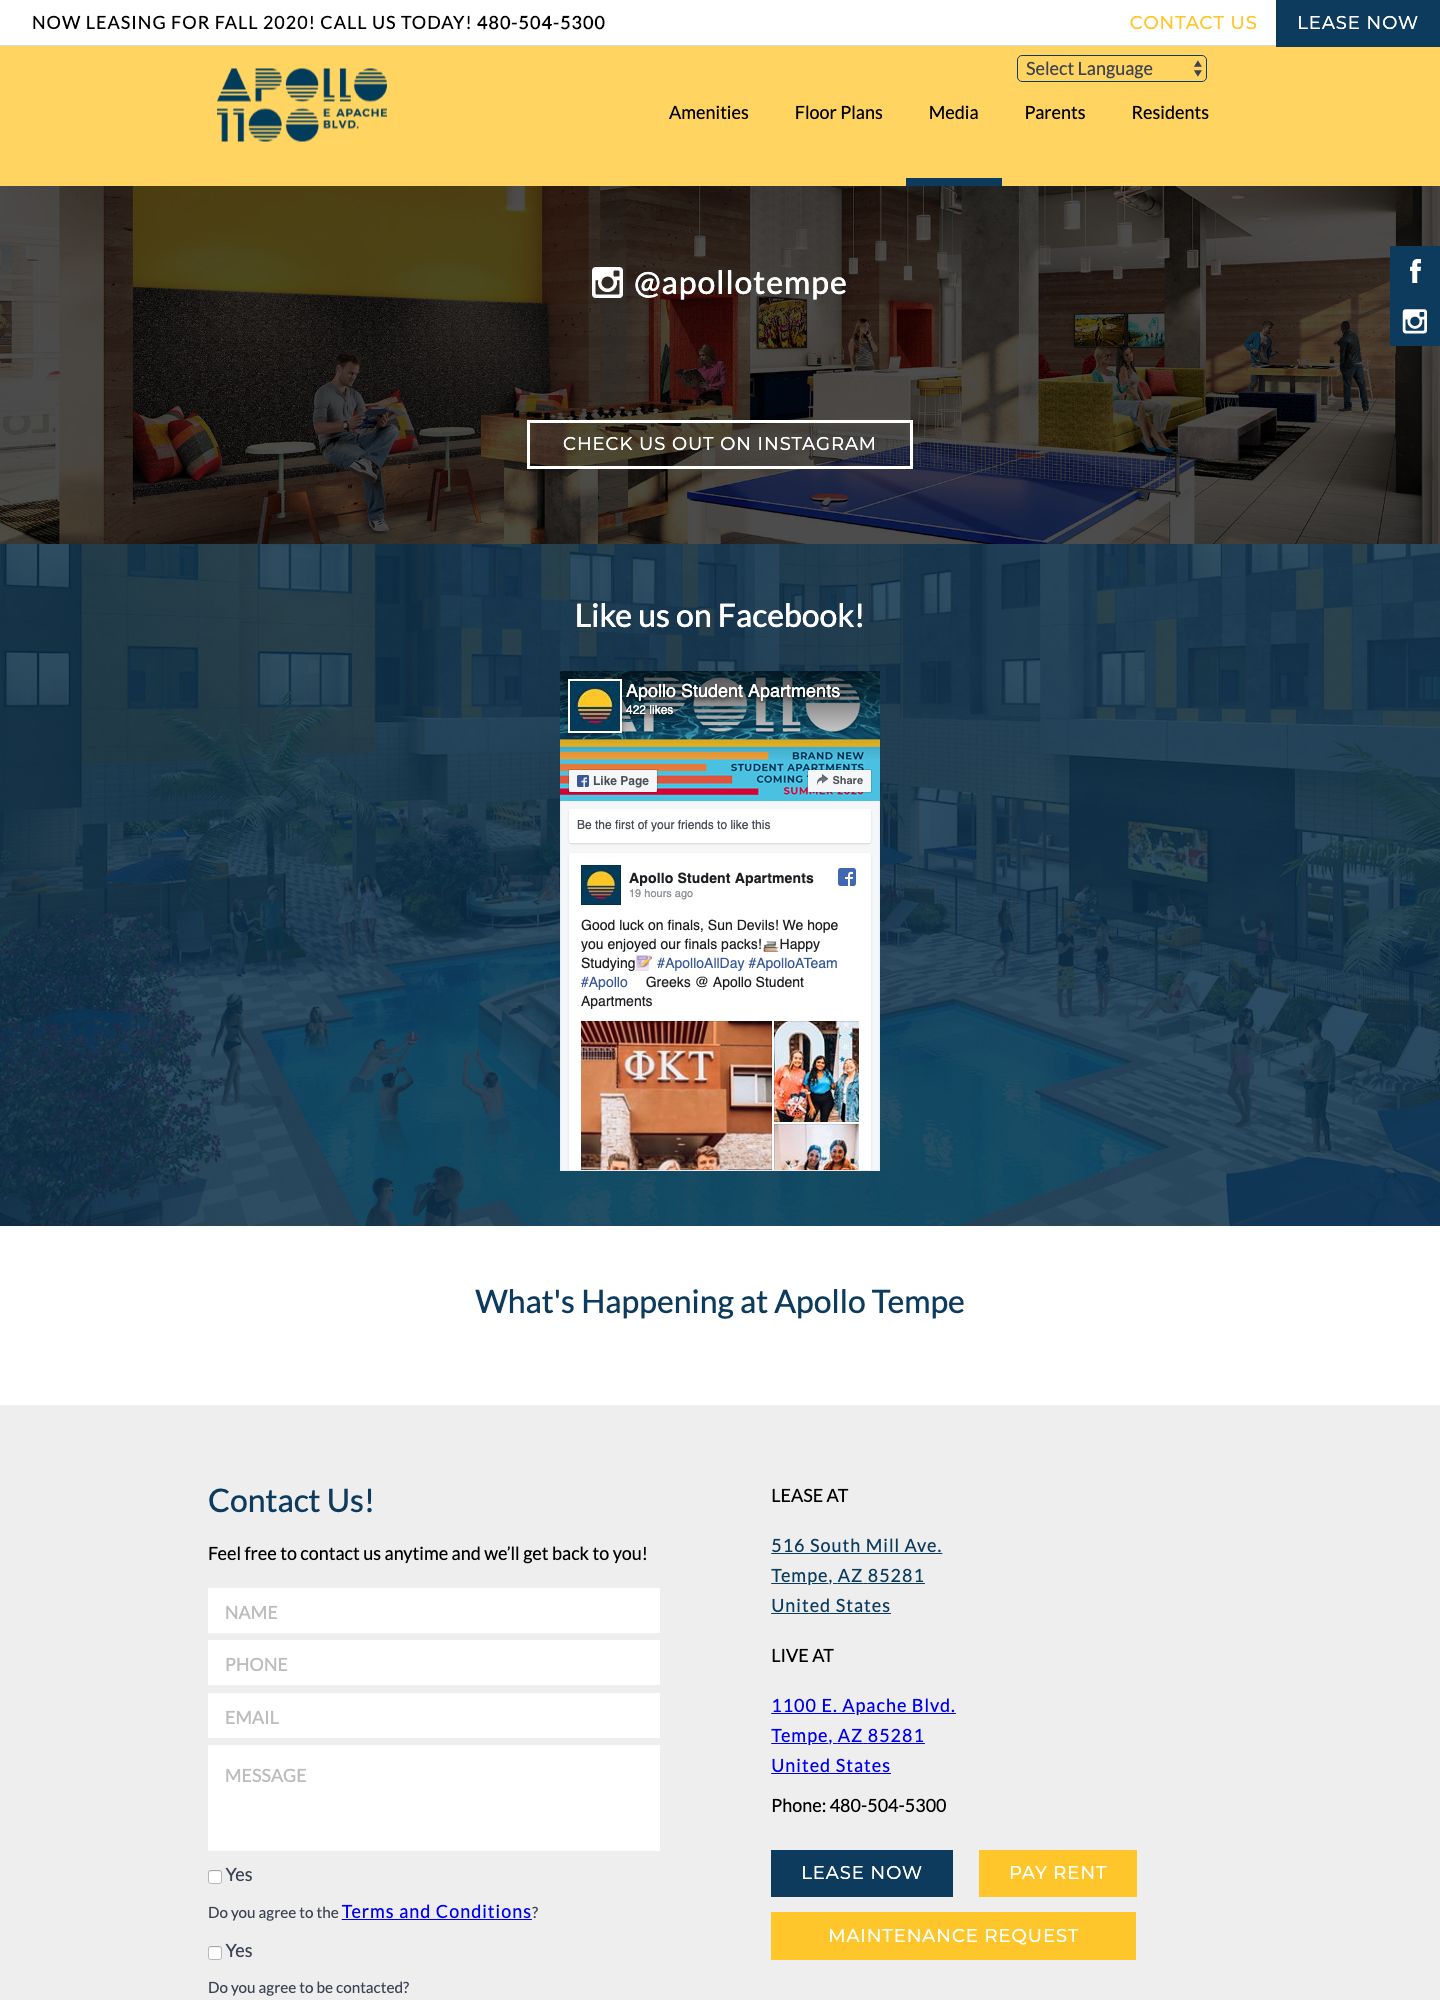 NOW LEASING FOR FALL 2020! CALL US TODAY! 480-504-5300
CONTACT US
LEASE NOW
APOLLO
1100 E APACHE BLVD.
Select Language
Amenities
Floor Plans
Media
Parents
Residents
@apollotempe
CHECK US OUT ON INSTAGRAM
Like us on Facebook!
Apollo Student Apartments
422 likes
APOLLO
BRAND NEW
STUDENT APARTMENTS
COMING
SUMMER 2020
Like Page
Share
Be the first of your friends to like this
Apollo Student Apartments
19 hours ago
Good luck on finals, Sun Devils! We hope
you enjoyed our finals packs!📚Happy
Studying📝 #ApolloAllDay #ApolloATeam
#Apollo Greeks @ Apollo Student
Apartments
ΦΚΤ
What's Happening at Apollo Tempe
Contact Us!
Feel free to contact us anytime and we’ll get back to you!
NAME
PHONE
EMAIL
MESSAGE
Yes
Do you agree to the Terms and Conditions?
Yes
Do you agree to be contacted?
LEASE AT
516 South Mill Ave.
Tempe, AZ 85281
United States
LIVE AT
1100 E. Apache Blvd.
Tempe, AZ 85281
United States
Phone: 480-504-5300
LEASE NOW
PAY RENT
MAINTENANCE REQUEST